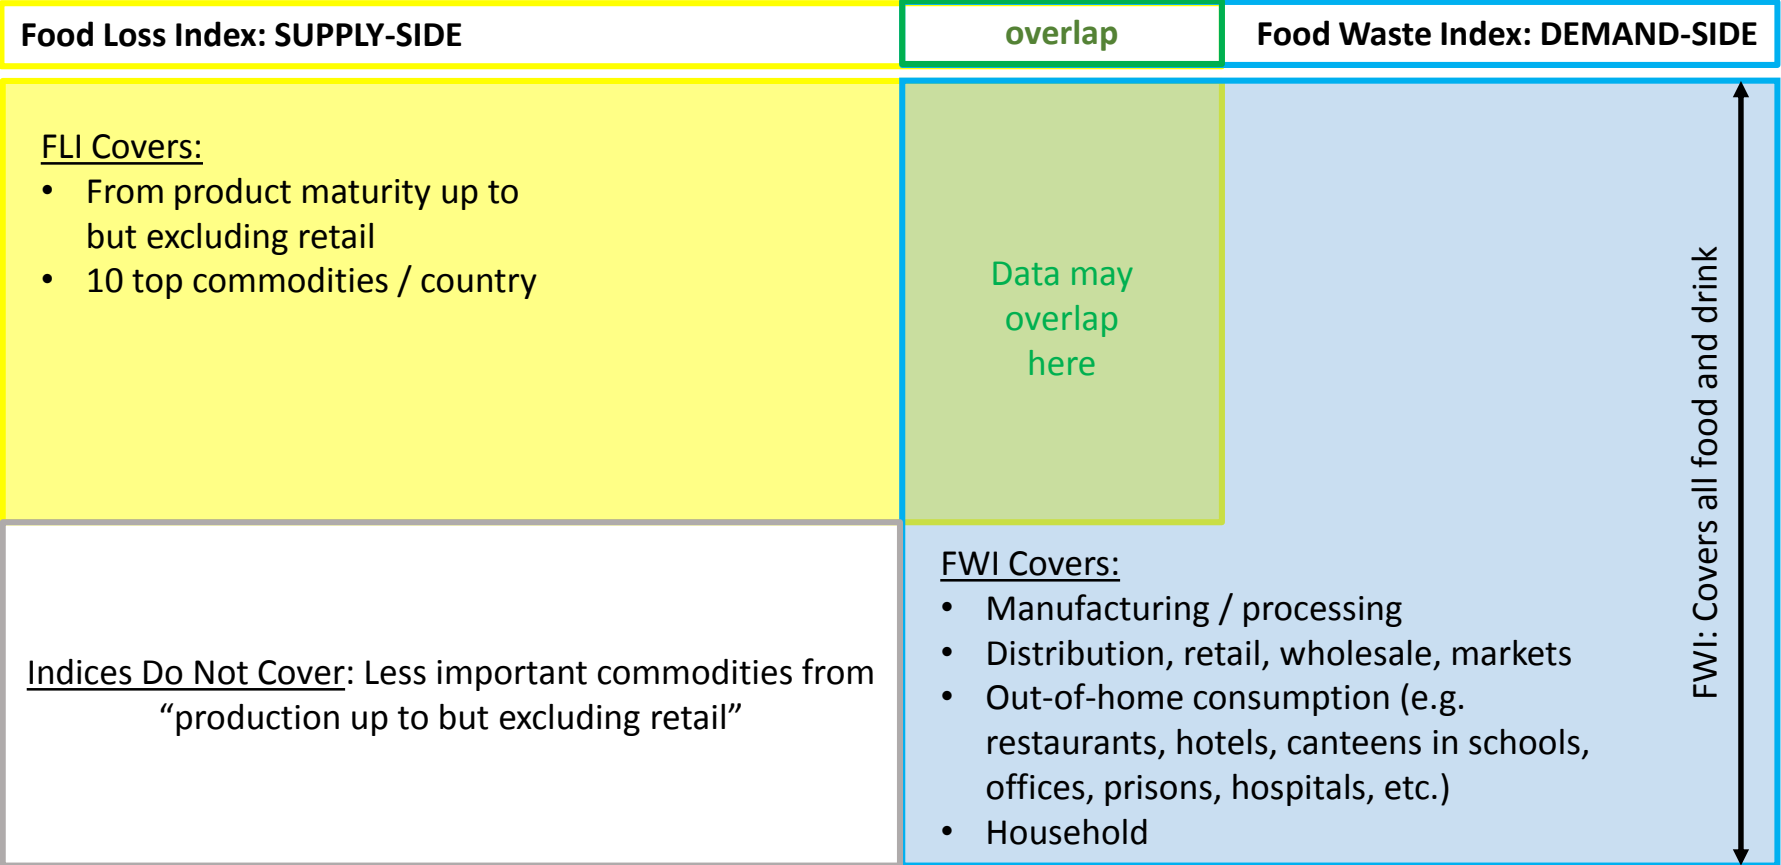 Food Loss Index: SUPPLY-SIDE
overlap
Food Waste Index: DEMAND-SIDE
FLI Covers:
• From product maturity up to
but excluding retail
• 10 top commodities / country
Data may
overlap
here
FWI: Covers all food and drink
Indices Do Not Cover: Less important commodities from
“production up to but excluding retail”
FWI Covers:
• Manufacturing / processing
• Distribution, retail, wholesale, markets
• Out-of-home consumption (e.g.
restaurants, hotels, canteens in schools,
offices, prisons, hospitals, etc.)
• Household